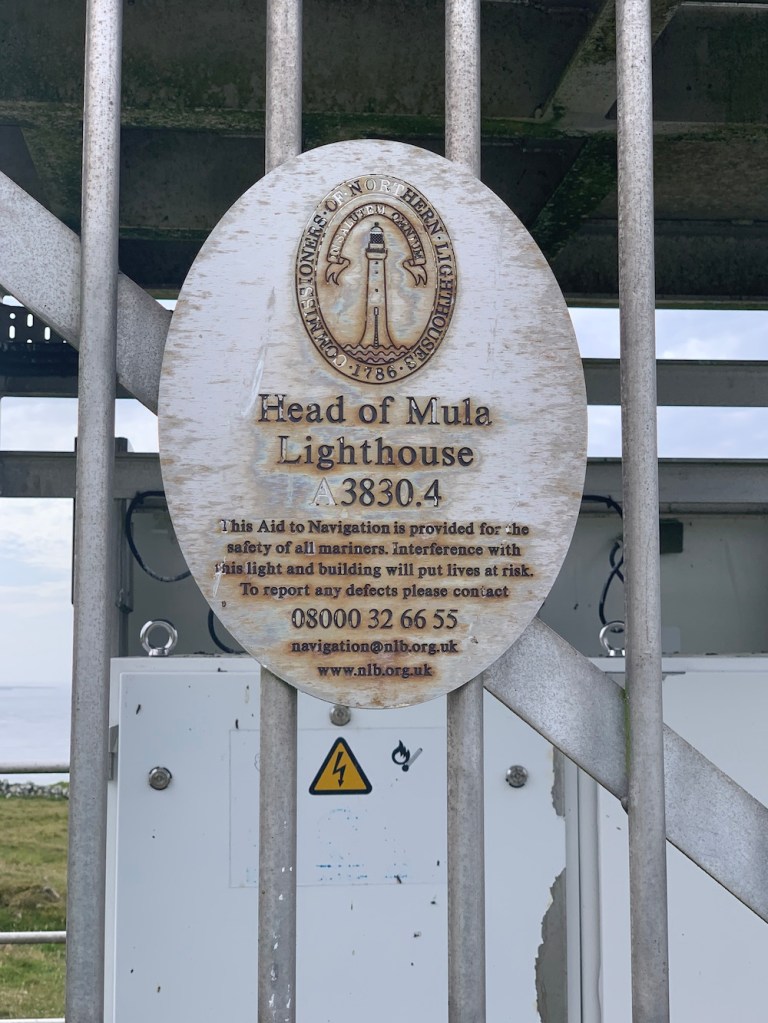 COMMISSIONERS · OF · NORTHERN · LIGHTHOUSES
IN SALUTEM OMNIUM
· 1786 ·
Head of Mula
Lighthouse
A3830.4
This Aid to Navigation is provided for the
safety of all mariners. Interference with
this light and building will put lives at risk.
To report any defects please contact
08000 32 66 55
navigation@nlb.org.uk
www.nlb.org.uk